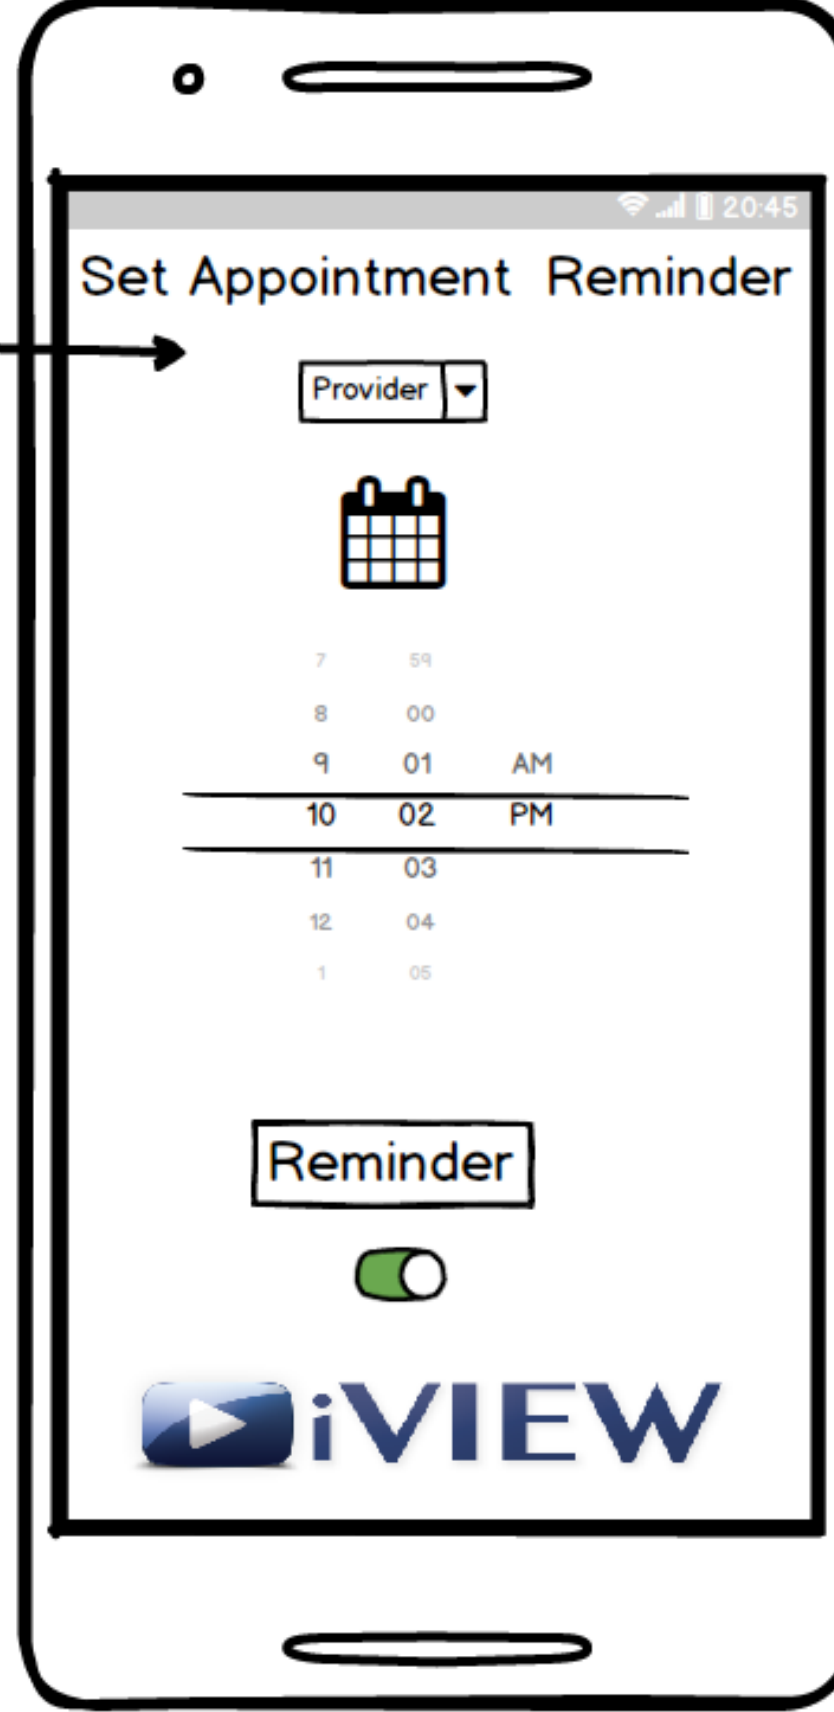 20:45
Set Appointment Reminder
Provider
7 59
8 00
9 01 AM
10 02 PM
11 03
12 04
1 05
Reminder
iVIEW